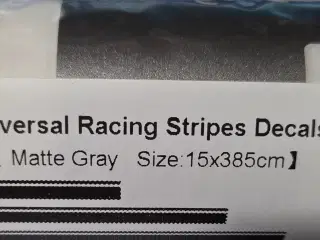 versal Racing Stripes Decals
Matte Gray Size:15x385cm】